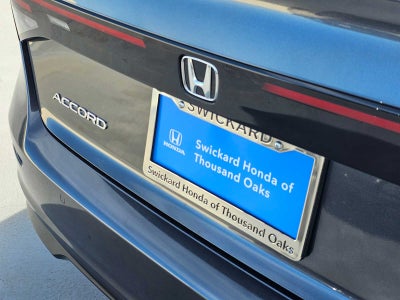 ACCORD
SWICKARD
HONDA
Swickard Honda of
Thousand Oaks
Swickard Honda of Thousand Oaks